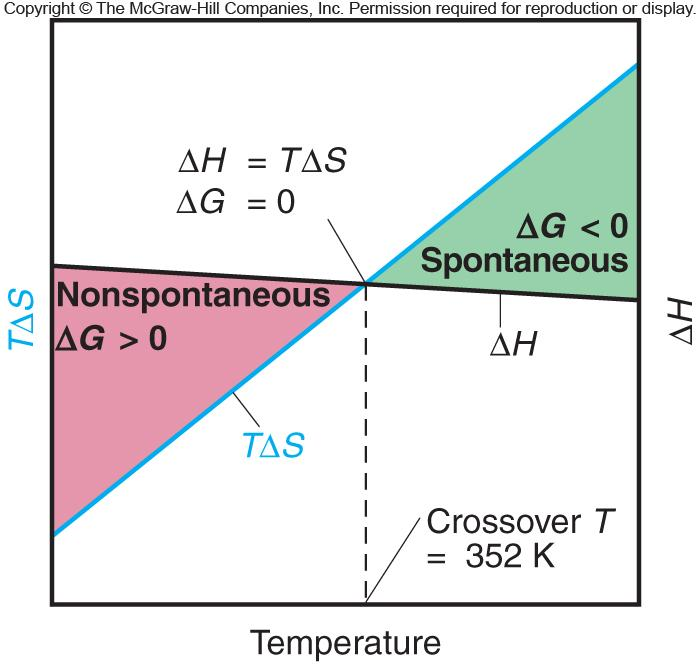 Copyright © The McGraw-Hill Companies, Inc. Permission required for reproduction or display.
ΔH = TΔS
ΔG = 0
ΔG < 0
Spontaneous
Nonspontaneous
ΔG > 0
TΔS
ΔH
ΔH
TΔS
Crossover T
= 352 K
Temperature